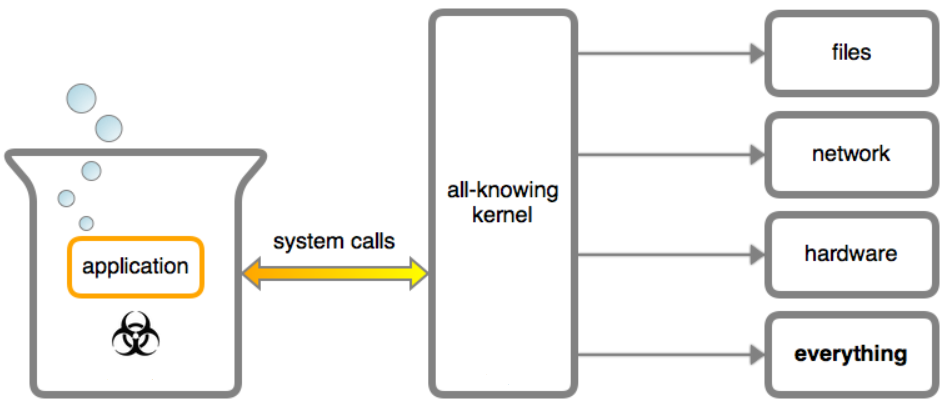 application
system calls
all-knowing
kernel
files
network
hardware
everything